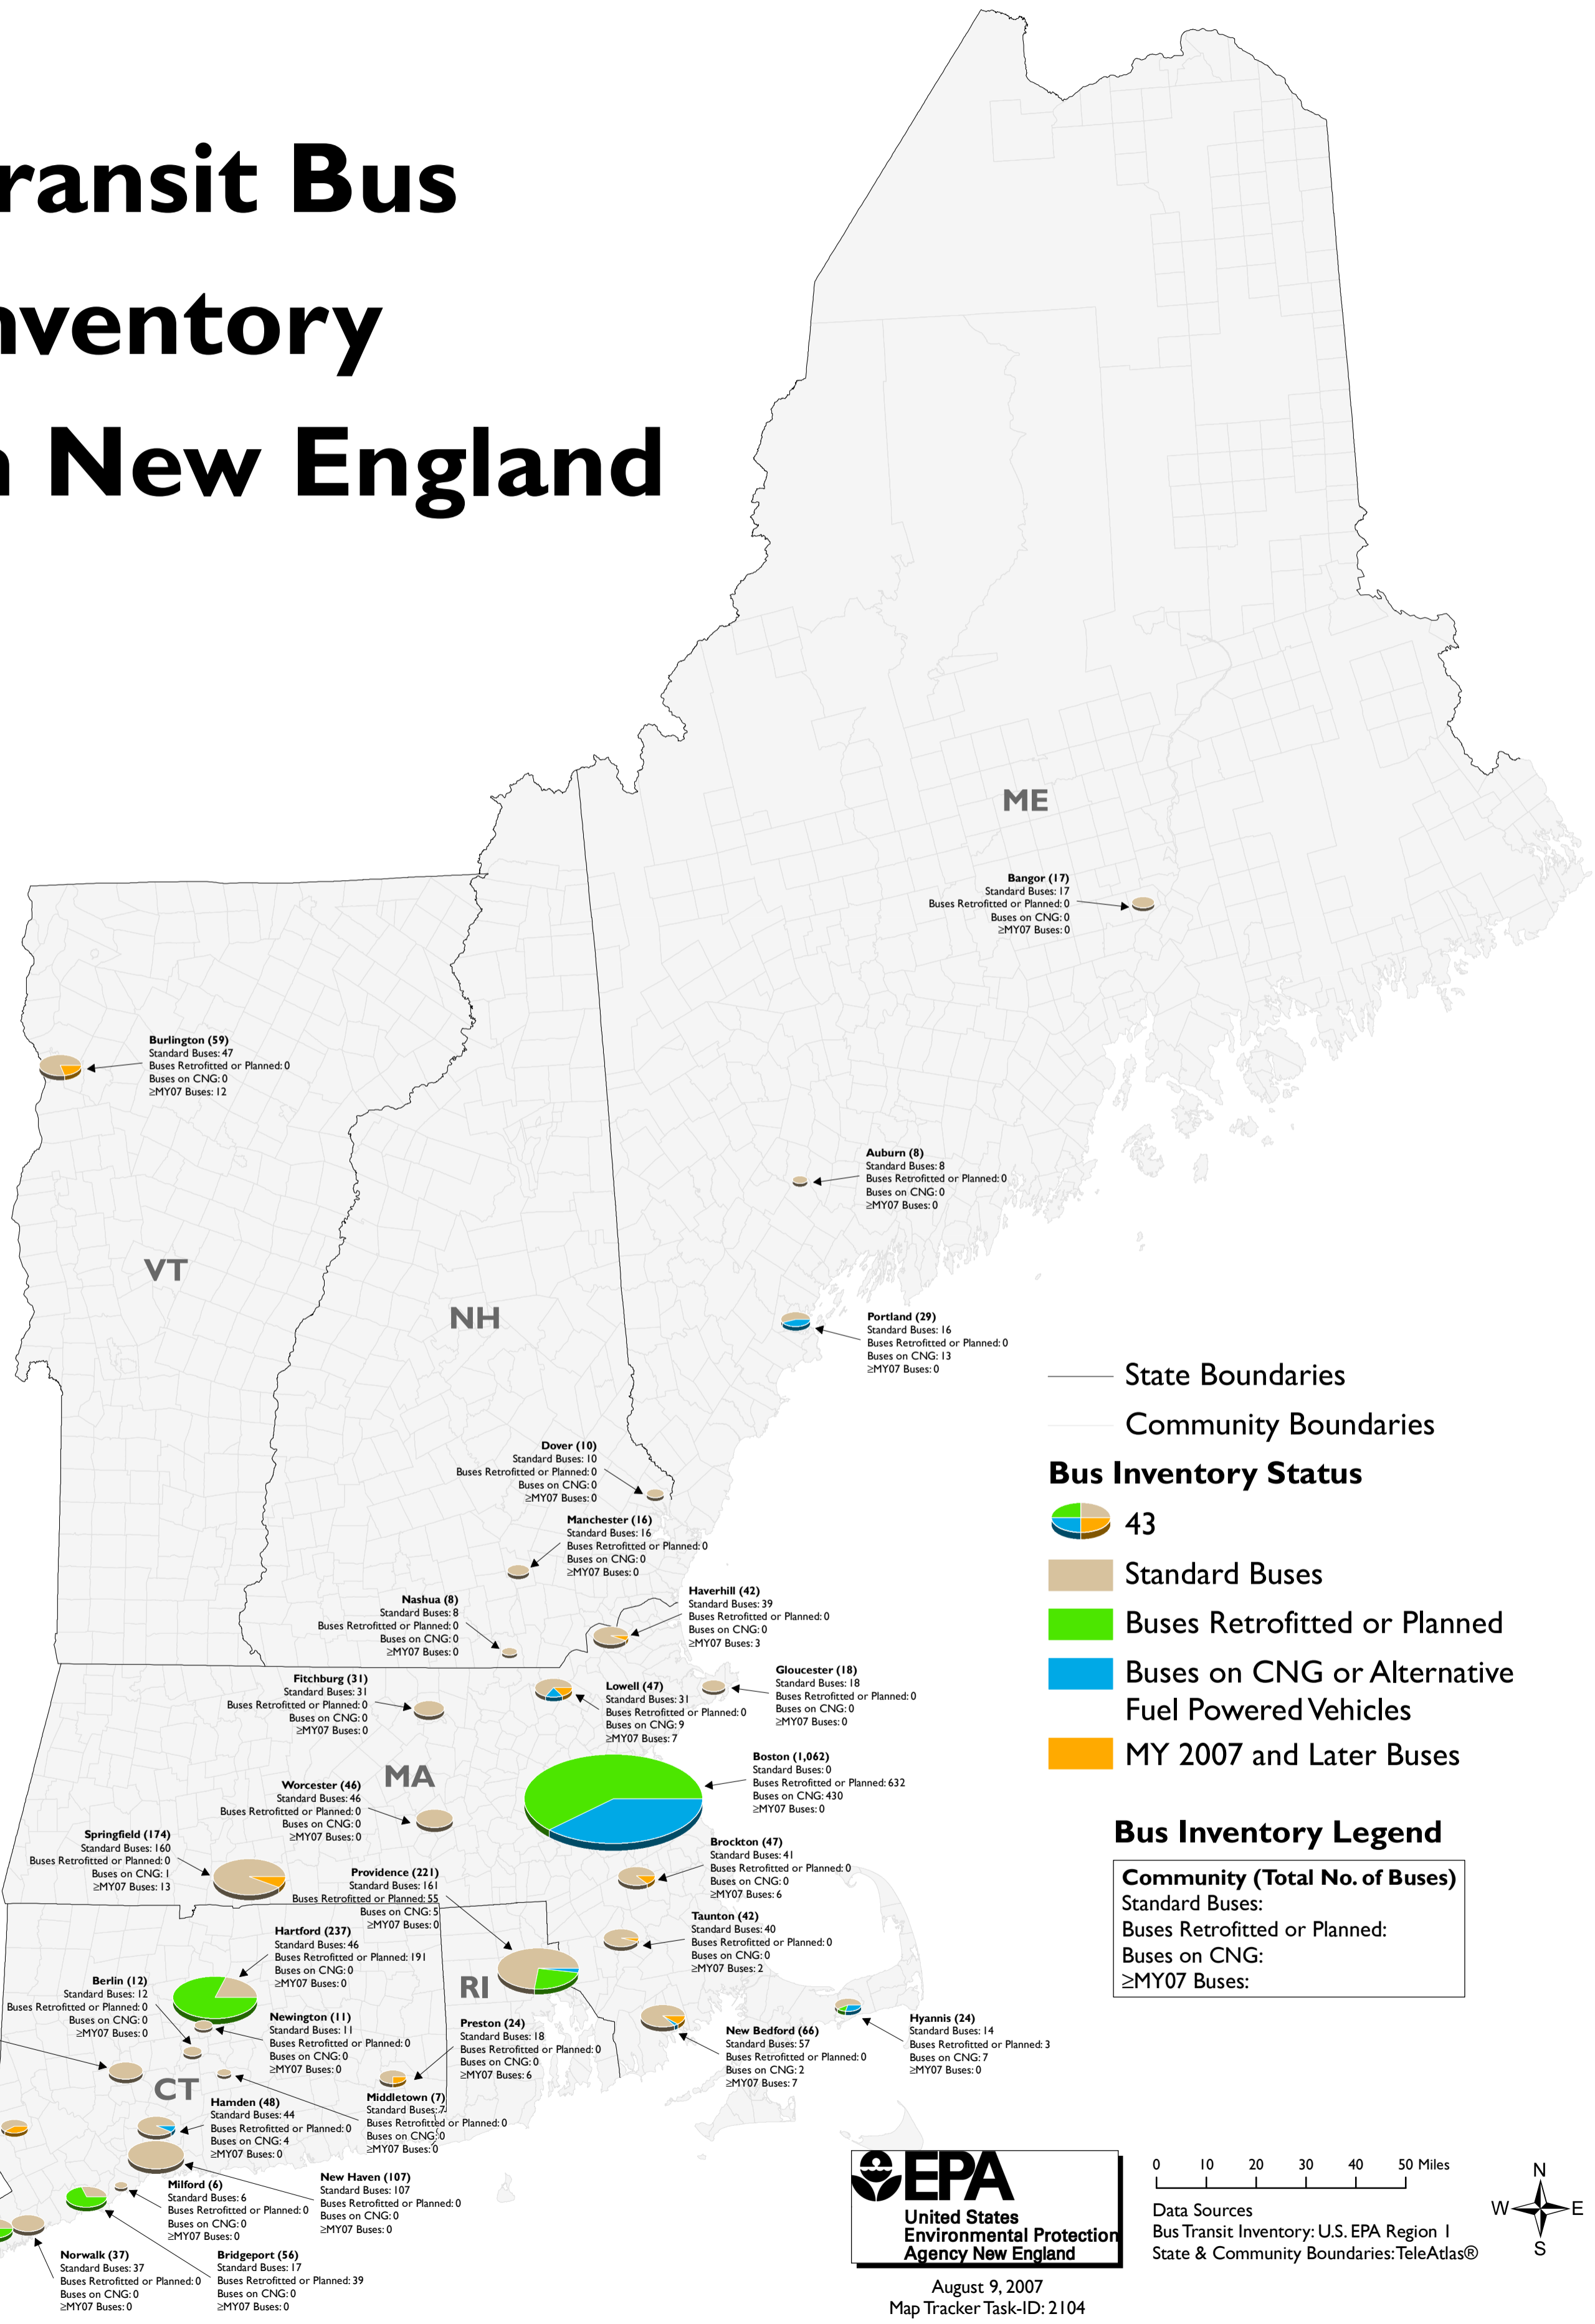 ransit Bus
nventory
n New England
ME
Bangor (17)
Standard Buses: 17
Buses Retrofitted or Planned: 0
Buses on CNG: 0
≥MY07 Buses: 0
Burlington (59)
Standard Buses: 47
Buses Retrofitted or Planned: 0
Buses on CNG: 0
≥MY07 Buses: 12
Auburn (8)
Standard Buses: 8
Buses Retrofitted or Planned: 0
Buses on CNG: 0
≥MY07 Buses: 0
VT
NH
Portland (29)
Standard Buses: 16
Buses Retrofitted or Planned: 0
Buses on CNG: 13
≥MY07 Buses: 0
Dover (10)
Standard Buses: 10
Buses Retrofitted or Planned: 0
Buses on CNG: 0
≥MY07 Buses: 0
Manchester (16)
Standard Buses: 16
Buses Retrofitted or Planned: 0
Buses on CNG: 0
≥MY07 Buses: 0
Nashua (8)
Standard Buses: 8
Buses Retrofitted or Planned: 0
Buses on CNG: 0
≥MY07 Buses: 0
Haverhill (42)
Standard Buses: 39
Buses Retrofitted or Planned: 0
Buses on CNG: 0
≥MY07 Buses: 3
Fitchburg (31)
Standard Buses: 31
Buses Retrofitted or Planned: 0
Buses on CNG: 0
≥MY07 Buses: 0
Lowell (47)
Standard Buses: 31
Buses Retrofitted or Planned: 0
Buses on CNG: 9
≥MY07 Buses: 7
Gloucester (18)
Standard Buses: 18
Buses Retrofitted or Planned: 0
Buses on CNG: 0
≥MY07 Buses: 0
MA
Boston (1,062)
Standard Buses: 0
Buses Retrofitted or Planned: 632
Buses on CNG: 430
≥MY07 Buses: 0
Worcester (46)
Standard Buses: 46
Buses Retrofitted or Planned: 0
Buses on CNG: 0
≥MY07 Buses: 0
Springfield (174)
Standard Buses: 160
Buses Retrofitted or Planned: 0
Buses on CNG: 1
≥MY07 Buses: 13
Providence (221)
Standard Buses: 161
Buses Retrofitted or Planned: 55
Buses on CNG: 5
≥MY07 Buses: 0
Brockton (47)
Standard Buses: 41
Buses Retrofitted or Planned: 0
Buses on CNG: 0
≥MY07 Buses: 6
Taunton (42)
Standard Buses: 40
Buses Retrofitted or Planned: 0
Buses on CNG: 0
≥MY07 Buses: 2
Hartford (237)
Standard Buses: 46
Buses Retrofitted or Planned: 191
Buses on CNG: 0
≥MY07 Buses: 0
RI
Berlin (12)
Standard Buses: 12
Buses Retrofitted or Planned: 0
Buses on CNG: 0
≥MY07 Buses: 0
Newington (11)
Standard Buses: 11
Buses Retrofitted or Planned: 0
Buses on CNG: 0
≥MY07 Buses: 0
Preston (24)
Standard Buses: 18
Buses Retrofitted or Planned: 0
Buses on CNG: 0
≥MY07 Buses: 6
New Bedford (66)
Standard Buses: 57
Buses Retrofitted or Planned: 0
Buses on CNG: 2
≥MY07 Buses: 7
Hyannis (24)
Standard Buses: 14
Buses Retrofitted or Planned: 3
Buses on CNG: 7
≥MY07 Buses: 0
CT
Middletown (7)
Standard Buses: 7
Buses Retrofitted or Planned: 0
Buses on CNG: 0
≥MY07 Buses: 0
Hamden (48)
Standard Buses: 44
Buses Retrofitted or Planned: 0
Buses on CNG: 4
≥MY07 Buses: 0
New Haven (107)
Standard Buses: 107
Buses Retrofitted or Planned: 0
Buses on CNG: 0
≥MY07 Buses: 0
Milford (6)
Standard Buses: 6
Buses Retrofitted or Planned: 0
Buses on CNG: 0
≥MY07 Buses: 0
Norwalk (37)
Standard Buses: 37
Buses Retrofitted or Planned: 0
Buses on CNG: 0
≥MY07 Buses: 0
Bridgeport (56)
Standard Buses: 17
Buses Retrofitted or Planned: 39
Buses on CNG: 0
≥MY07 Buses: 0
State Boundaries
Community Boundaries
Bus Inventory Status
43
Standard Buses
Buses Retrofitted or Planned
Buses on CNG or Alternative
Fuel Powered Vehicles
MY 2007 and Later Buses
Bus Inventory Legend
Community (Total No. of Buses)
Standard Buses:
Buses Retrofitted or Planned:
Buses on CNG:
≥MY07 Buses:
EPA
United States
Environmental Protection
Agency New England
August 9, 2007
Map Tracker Task-ID: 2104
0 10 20 30 40 50 Miles
Data Sources
Bus Transit Inventory: U.S. EPA Region 1
State & Community Boundaries: TeleAtlas®
N
W E
S